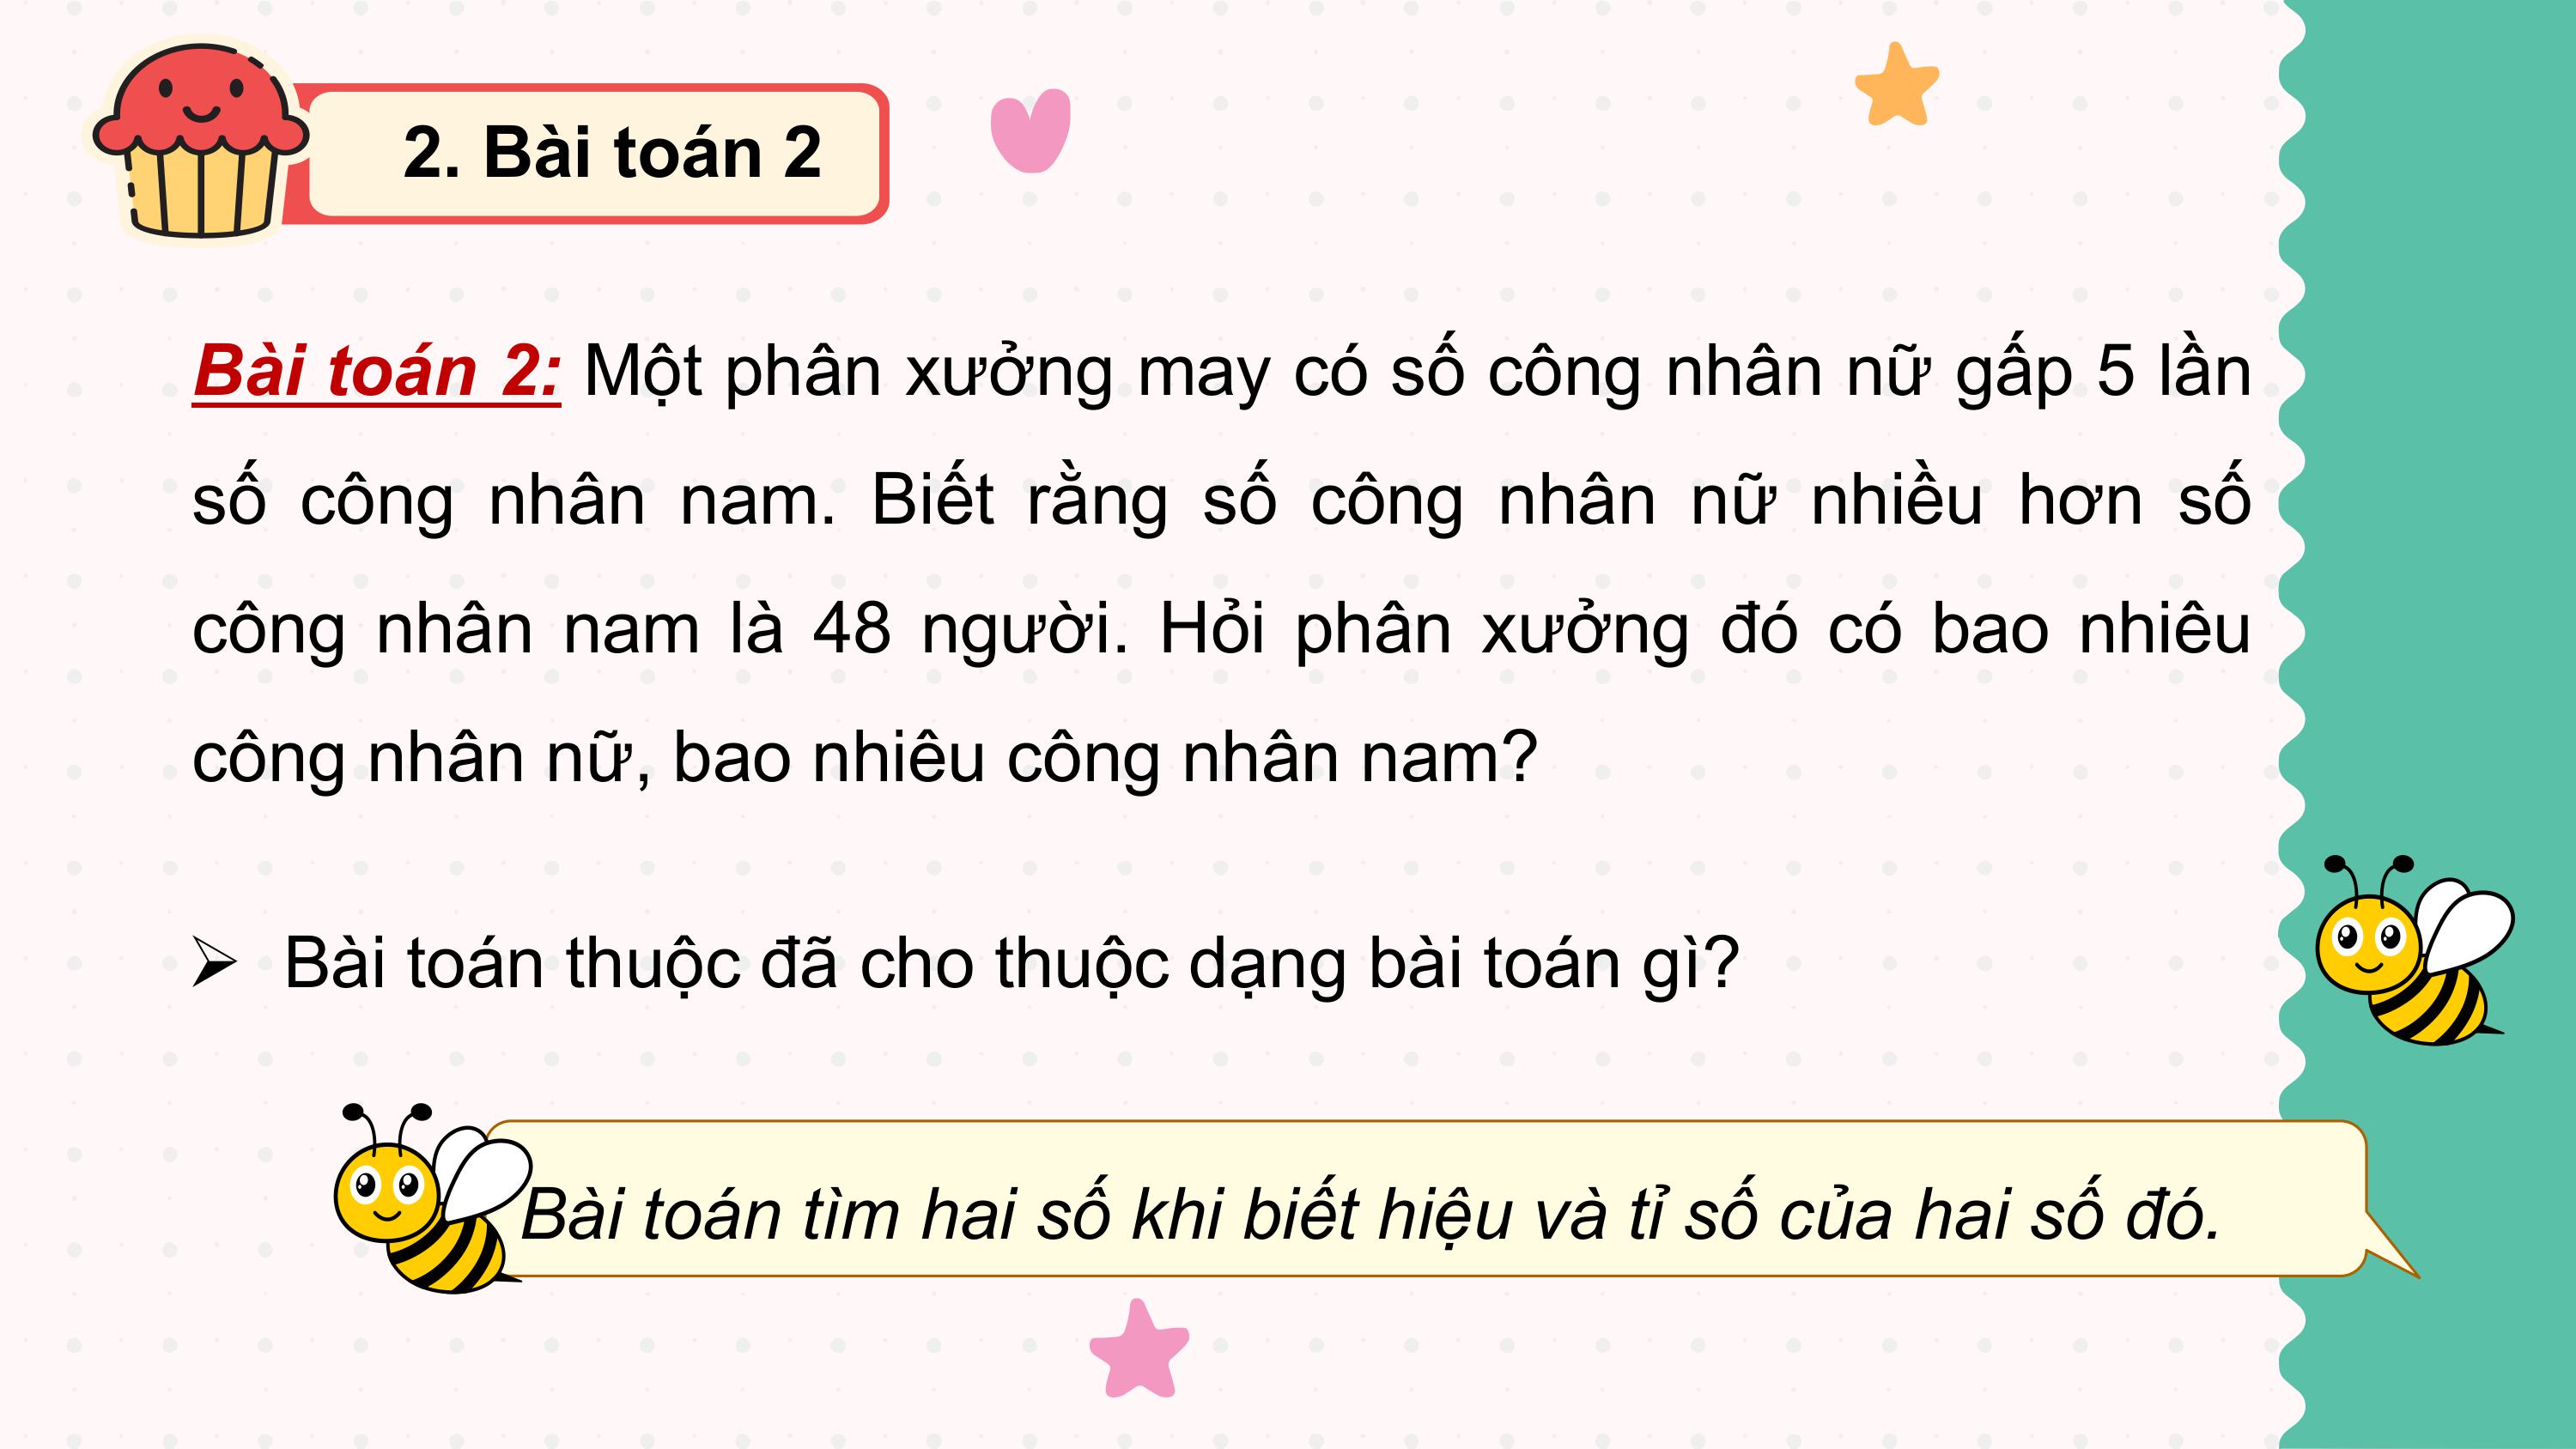 2. Bài toán 2
Bài toán 2: Một phân xưởng may có số công nhân nữ gấp 5 lần
số công nhân nam. Biết rằng số công nhân nữ nhiều hơn số
công nhân nam là 48 người. Hỏi phân xưởng đó có bao nhiêu
công nhân nữ, bao nhiêu công nhân nam?
➢ Bài toán thuộc đã cho thuộc dạng bài toán gì?
Bài toán tìm hai số khi biết hiệu và tỉ số của hai số đó.